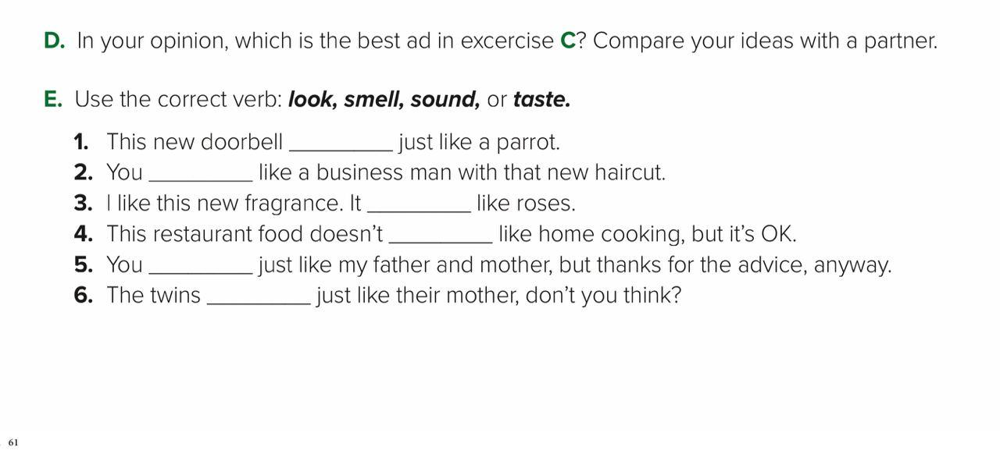 D. In your opinion, which is the best ad in excercise C? Compare your ideas with a partner.
E. Use the correct verb: look, smell, sound, or taste.
1. This new doorbell __________ just like a parrot.
2. You __________ like a business man with that new haircut.
3. I like this new fragrance. It __________ like roses.
4. This restaurant food doesn’t __________ like home cooking, but it’s OK.
5. You __________ just like my father and mother, but thanks for the advice, anyway.
6. The twins __________ just like their mother, don’t you think?
61